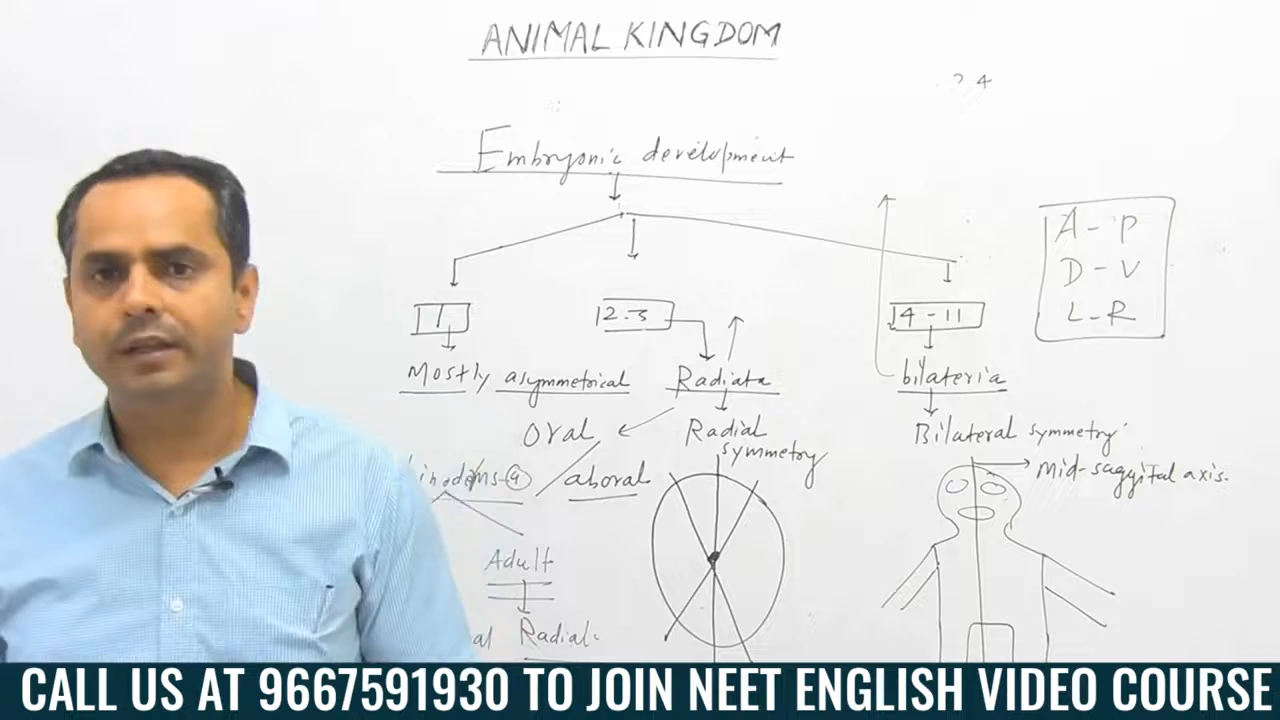 ANIMAL KINGDOM
Embryonic development
A - P
D - V
L - R
1
2-3
4-11
Mostly asymmetrical
Radiata
bilateria
Oral
Radial
symmetry
Bilateral symmetry
aboral
mid-saggital axis.
Adult
Radial
CALL US AT 9667591930 TO JOIN NEET ENGLISH VIDEO COURSE